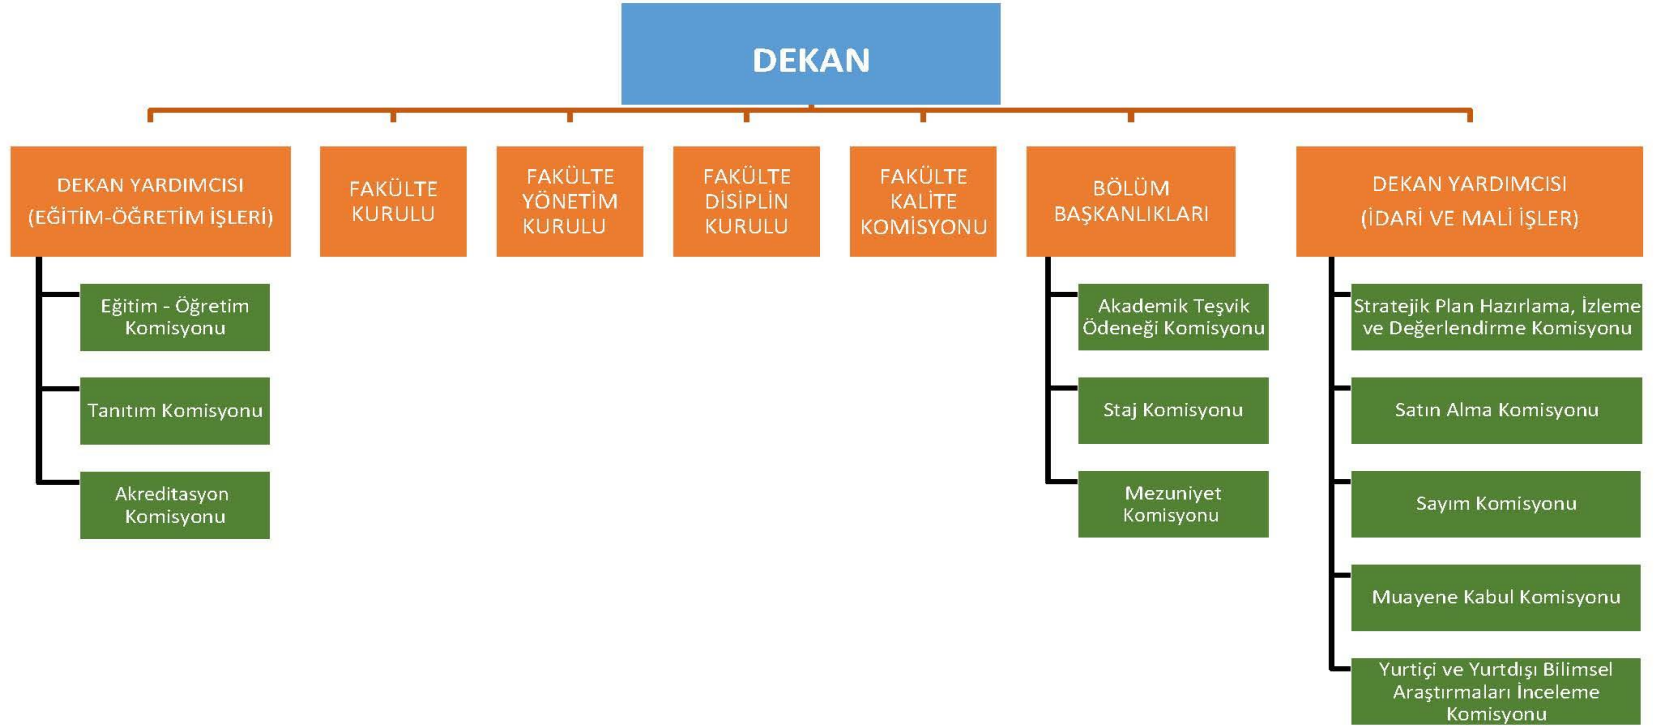 DEKAN
DEKAN YARDIMCISI
(EĞİTİM-ÖĞRETİM İŞLERİ)
FAKÜLTE
KURULU
FAKÜLTE
YÖNETİM
KURULU
FAKÜLTE
DİSİPLİN
KURULU
FAKÜLTE
KALİTE
KOMİSYONU
BÖLÜM
BAŞKANLIKLARI
DEKAN YARDIMCISI
(İDARİ VE MALİ İŞLER)
Eğitim - Öğretim
Komisyonu
Tanıtım Komisyonu
Akreditasyon
Komisyonu
Akademik Teşvik
Ödeneği Komisyonu
Staj Komisyonu
Mezuniyet
Komisyonu
Stratejik Plan Hazırlama, İzleme
ve Değerlendirme Komisyonu
Satın Alma Komisyonu
Sayım Komisyonu
Muayene Kabul Komisyonu
Yurtiçi ve Yurtdışı Bilimsel
Araştırmaları İnceleme
Komisyonu